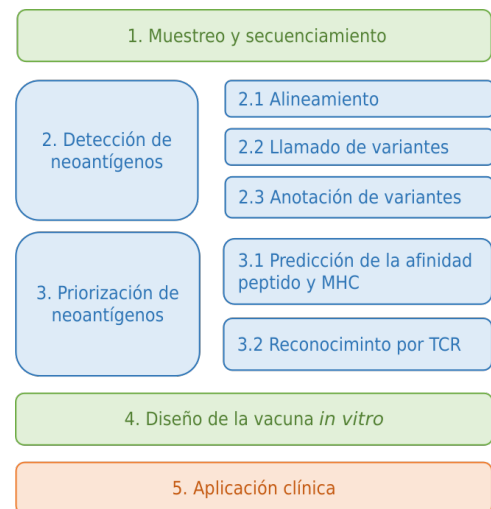 1. Muestreo y secuenciamiento
2. Detección de
neoantígenos
2.1 Alineamiento
2.2 Llamado de variantes
2.3 Anotación de variantes
3. Priorización de
neoantígenos
3.1 Predicción de la afinidad
peptido y MHC
3.2 Reconociminto por TCR
4. Diseño de la vacuna in vitro
5. Aplicación clínica